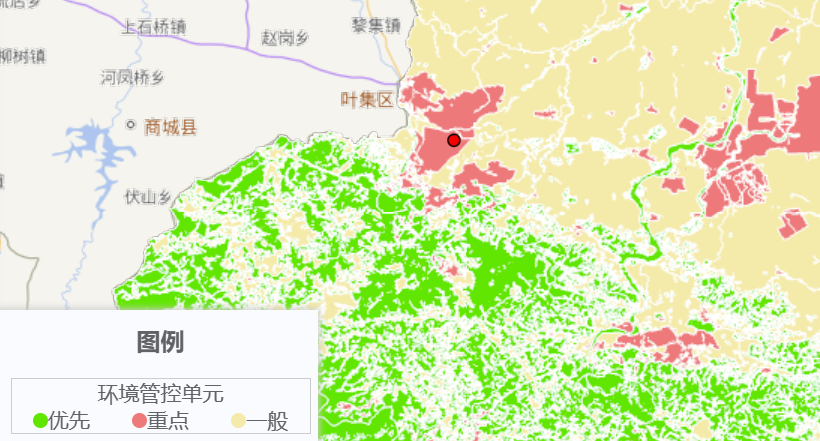 上石桥镇
黎集镇
赵岗乡
柳树镇
河凤桥乡
叶集区
商城县
伏山乡
图例
环境管控单元
优先 重点 一般